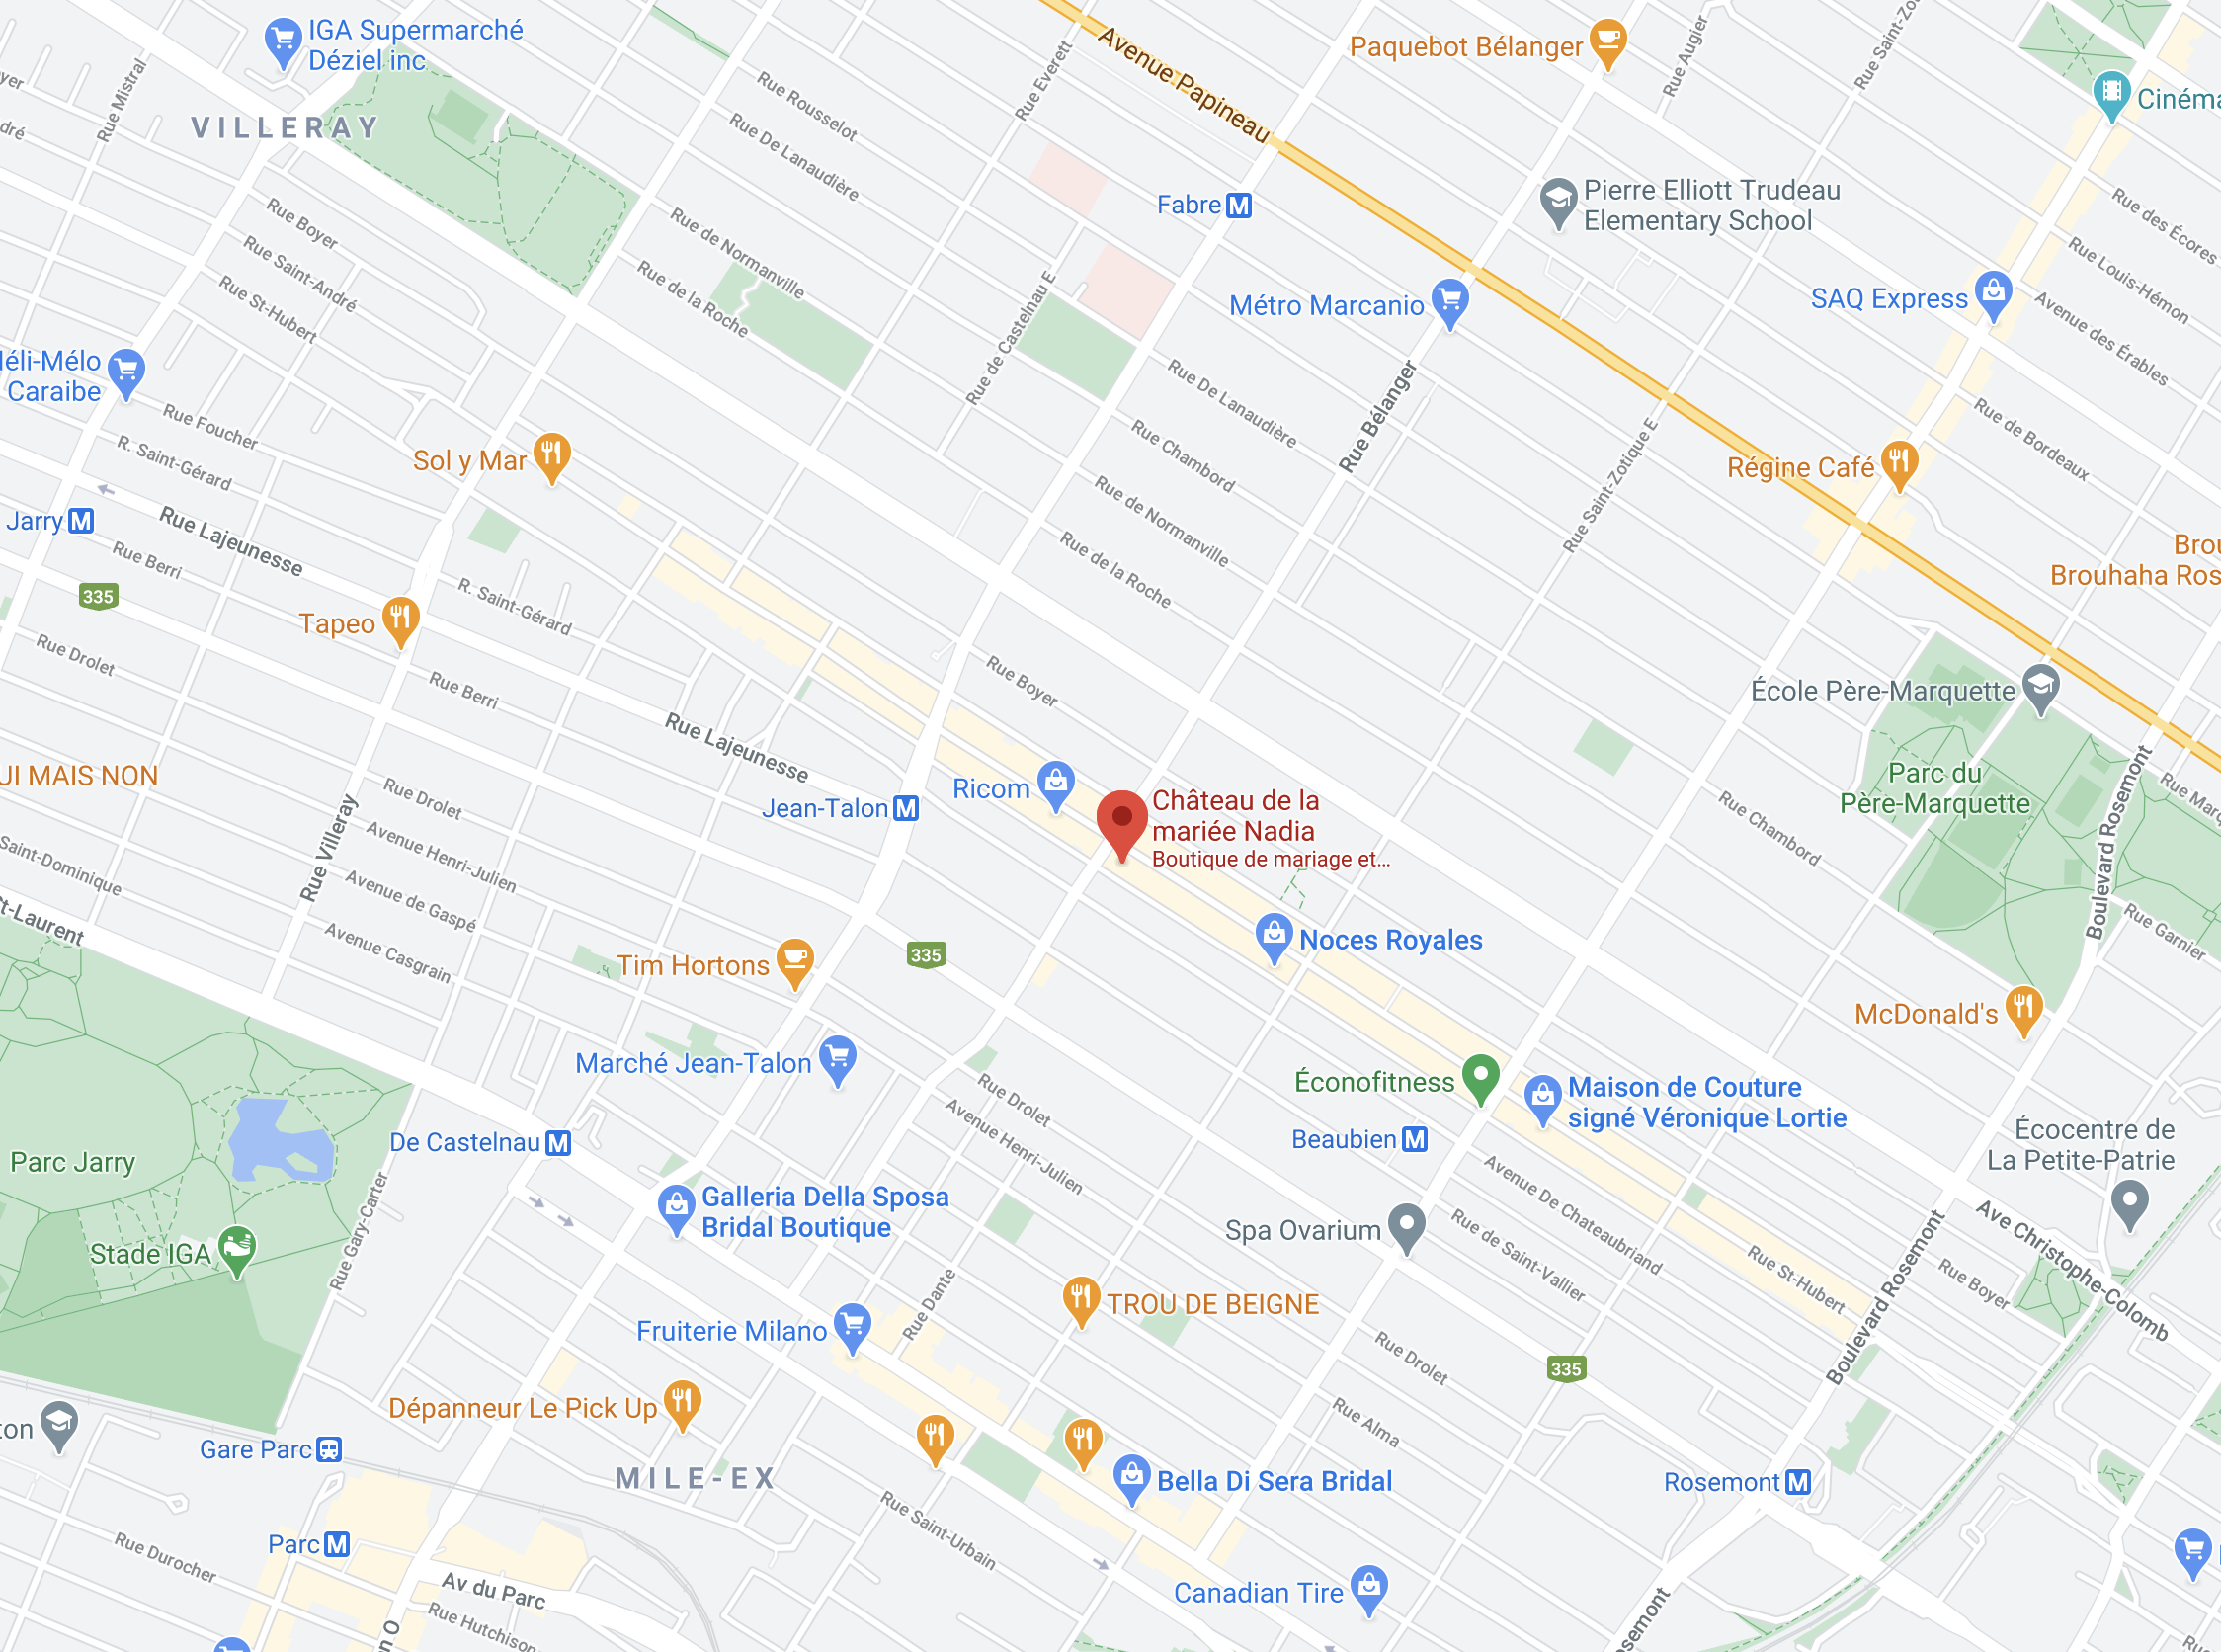 IGA Supermarché
Déziel inc
Avenue Papineau
Paquebot Bélanger
Rue Augier
Rue Mistral
VILLERAY
Rue Rousselot
Rue Everett
Rue De Lanaudière
Cinéma
Fabre M
Pierre Elliott Trudeau
Elementary School
Rue des Écores
Rue Boyer
Rue Saint-André
Rue St-Hubert
Rue de Normanville
Rue de la Roche
Rue Louis-Hémon
Avenue des Érables
Rue de Castelnau E
Métro Marcanio
SAQ Express
Caraibe
Rue Foucher
R. Saint-Gérard
Sol y Mar
Rue De Lanaudière
Rue Bélanger
Rue Chambord
Rue de Normanville
Rue Saint-Zotique E
Régine Café
Rue de Bordeaux
Jarry M
Rue Lajeunesse
Rue Berri
335
Rue de la Roche
Brouhaha Ros
R. Saint-Gérard
Tapeo
Rue Drolet
Rue Berri
Rue Boyer
École Père-Marquette
Rue Lajeunesse
UI MAIS NON
Rue Drolet
Jean-Talon M
Ricom
Château de la
mariée Nadia
Boutique de mariage et...
Parc du
Père-Marquette
Rue Chambord
Boulevard Rosemont
Rue Marq
Rue Villeray
Avenue Henri-Julien
Avenue de Gaspé
Avenue Casgrain
Saint-Dominique
t-Laurent
Tim Hortons
335
Noces Royales
Rue Garnier
McDonald's
Marché Jean-Talon
Rue Drolet
Avenue Henri-Julien
Éconofitness
Maison de Couture
signé Véronique Lortie
Beaubien M
Écocentre de
La Petite-Patrie
De Castelnau M
Parc Jarry
Galleria Della Sposa
Bridal Boutique
Avenue De Chateaubriand
Rue de Saint-Vallier
Spa Ovarium
Stade IGA
Rue Gary-Carter
Rue St-Hubert
Ave Christophe-Colomb
Rue Boyer
Boulevard Rosemont
TROU DE BEIGNE
Rue Dante
Fruiterie Milano
Rue Drolet
335
Dépanneur Le Pick Up
Rue Alma
ton
Gare Parc
MILE-EX
Bella Di Sera Bridal
Rosemont M
Rue Saint-Urbain
Parc M
Rue Durocher
Av du Parc
Rue Hutchison
Canadian Tire
semont